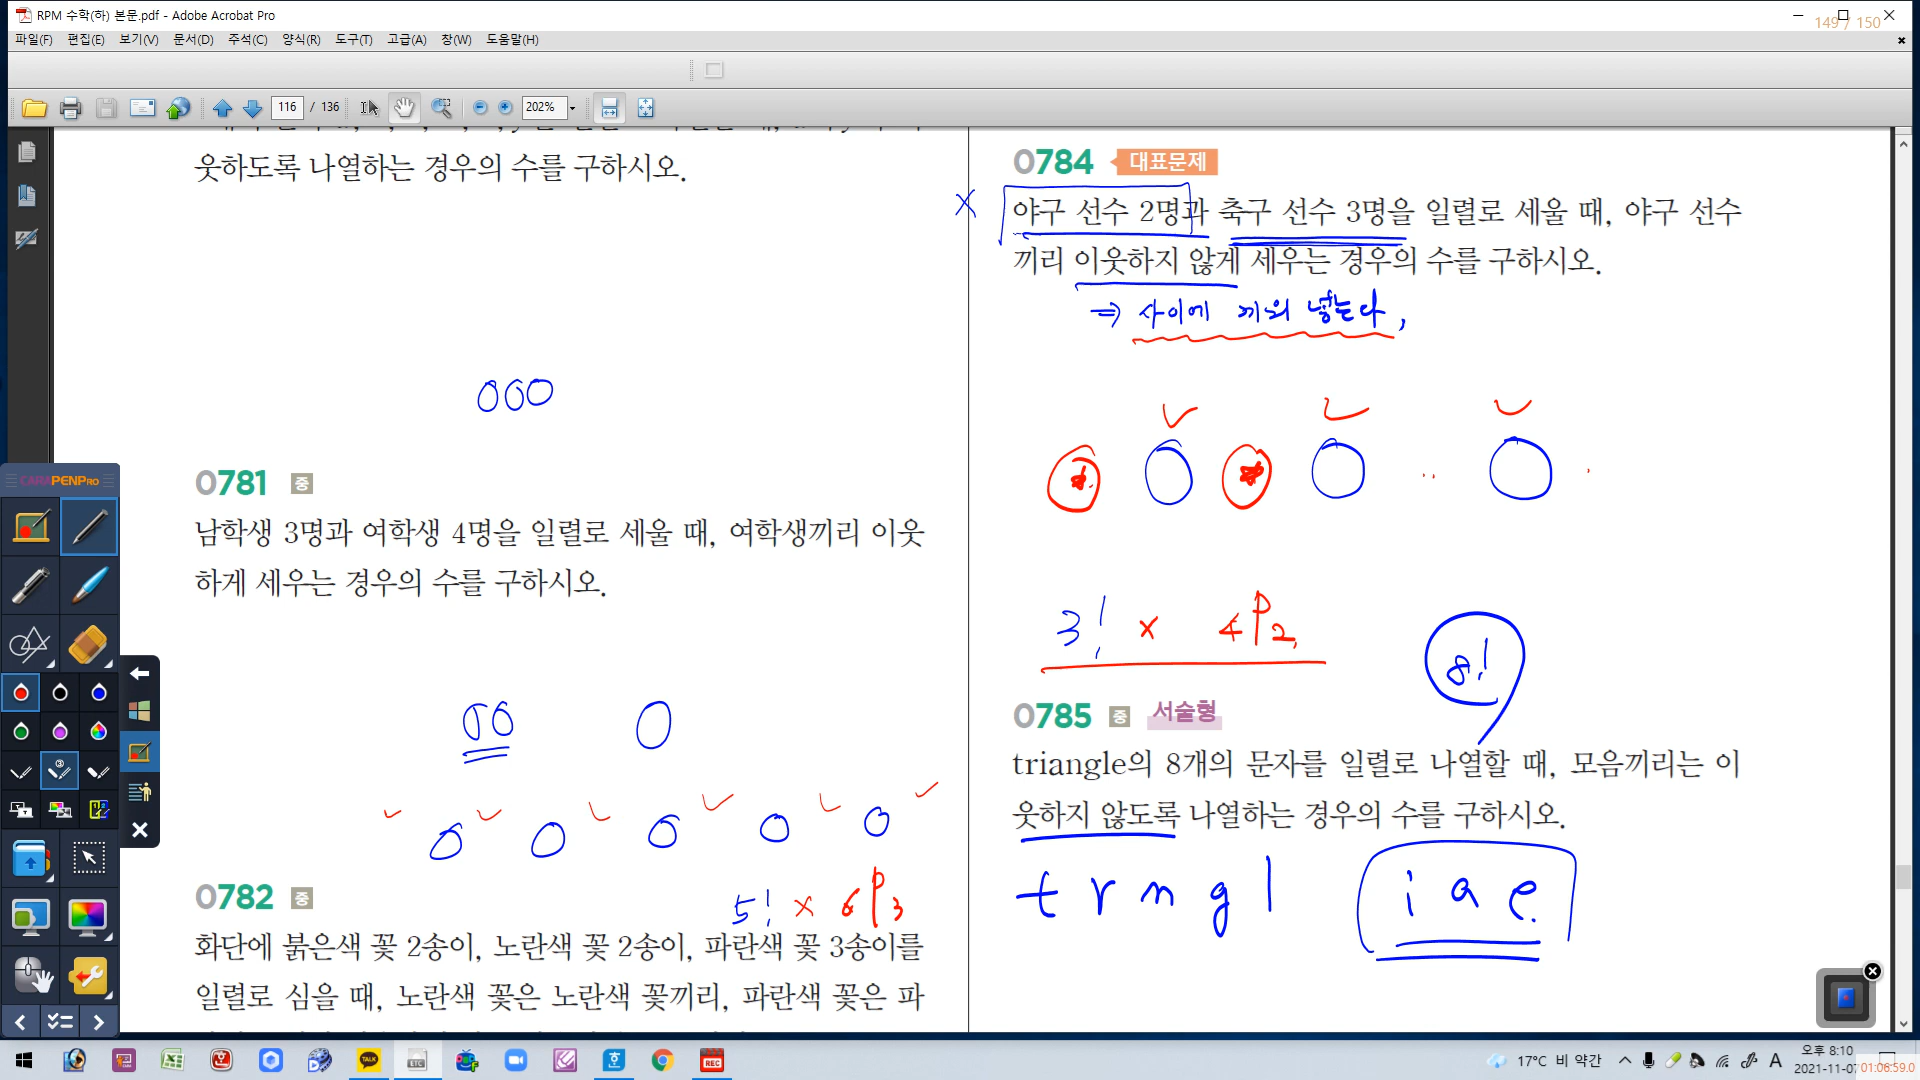 RPM 수학(하) 본문.pdf - Adobe Acrobat Pro
149 / 150
파일(F) 편집(E) 보기(V) 문서(D) 주석(C) 양식(R) 도구(T) 고급(A) 창(W) 도움말(H)
116 / 136 202%
웃하도록 나열하는 경우의 수를 구하시오.
0781 중
남학생 3명과 여학생 4명을 일렬로 세울 때, 여학생끼리 이웃
하게 세우는 경우의 수를 구하시오.
5! × 6P3
0782 중
화단에 붉은색 꽃 2송이, 노란색 꽃 2송이, 파란색 꽃 3송이를
일렬로 심을 때, 노란색 꽃은 노란색 꽃끼리, 파란색 꽃은 파
0784 대표문제
야구 선수 2명과 축구 선수 3명을 일렬로 세울 때, 야구 선수
끼리 이웃하지 않게 세우는 경우의 수를 구하시오.
⇒ 사이에 끼워 넣는다,
3! × 4P2
8!
0785 중 서술형
triangle의 8개의 문자를 일렬로 나열할 때, 모음끼리는 이
웃하지 않도록 나열하는 경우의 수를 구하시오.
t r n g l i a e
CARAPENPRO
17°C 비 약간
A
오후 8:10
2021-11-07
01:06:59.0